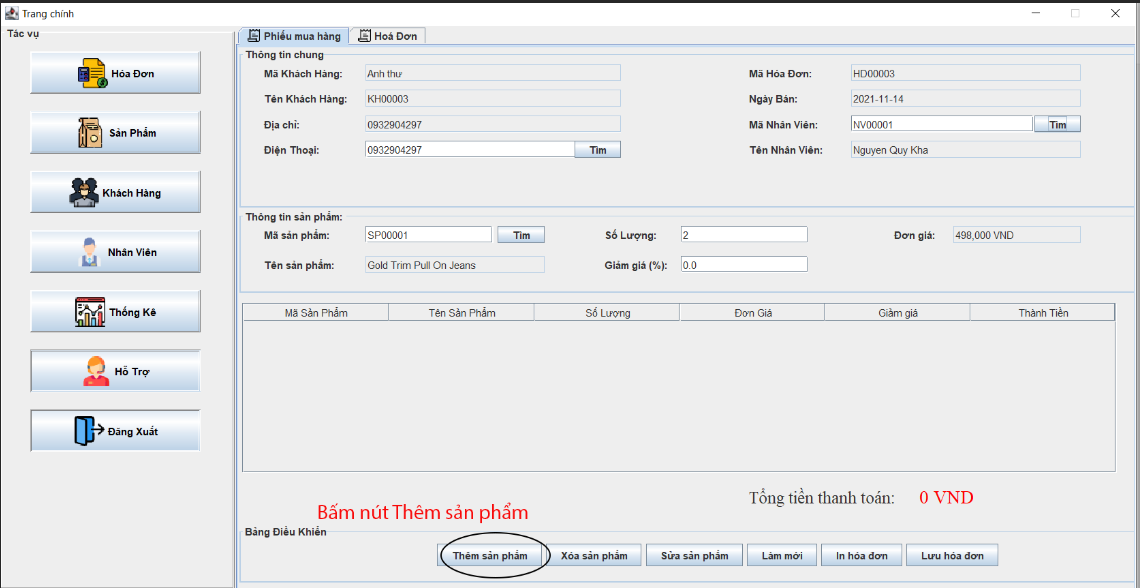 Trang chính
Tác vụ
Hóa Đơn
Sản Phẩm
Khách Hàng
Nhân Viên
Thống Kê
Hỗ Trợ
Đăng Xuất
Phiếu mua hàng
Hoá Đơn
Thông tin chung
Mã Khách Hàng: Anh thư
Mã Hóa Đơn: HD00003
Tên Khách Hàng: KH00003
Ngày Bán: 2021-11-14
Địa chỉ: 0932904297
Mã Nhân Viên: NV00001 Tìm
Điện Thoại: 0932904297 Tìm
Tên Nhân Viên: Nguyen Quy Kha
Thông tin sản phẩm:
Mã sản phẩm: SP00001 Tìm
Số Lượng: 2
Đơn giá: 498,000 VND
Tên sản phẩm: Gold Trim Pull On Jeans
Giảm giá (%): 0.0
Mã Sản Phẩm Tên Sản Phẩm Số Lượng Đơn Giá Giảm giá Thành Tiền
Tổng tiền thanh toán: 0 VND
Bấm nút Thêm sản phẩm
Bảng Điều Khiển
Thêm sản phẩm Xóa sản phẩm Sửa sản phẩm Làm mới In hóa đơn Lưu hóa đơn